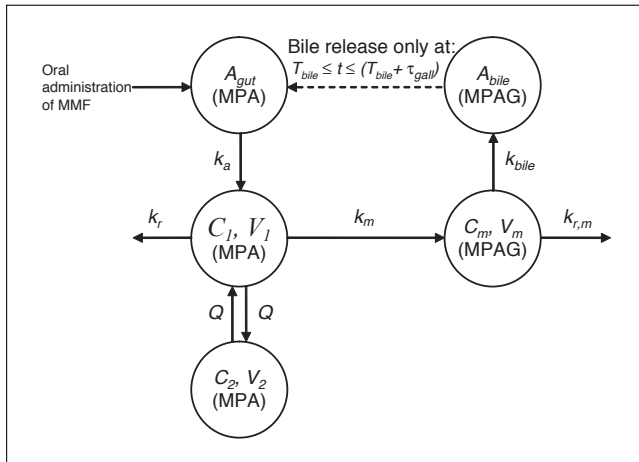 Bile release only at:
T_bile ≤ t ≤ (T_bile + τ_gall)
Oral
administration
of MMF
A_gut
(MPA)
A_bile
(MPAG)
k_a
k_bile
k_r
C_1, V_1
(MPA)
k_m
C_m, V_m
(MPAG)
k_r,m
Q
Q
C_2, V_2
(MPA)